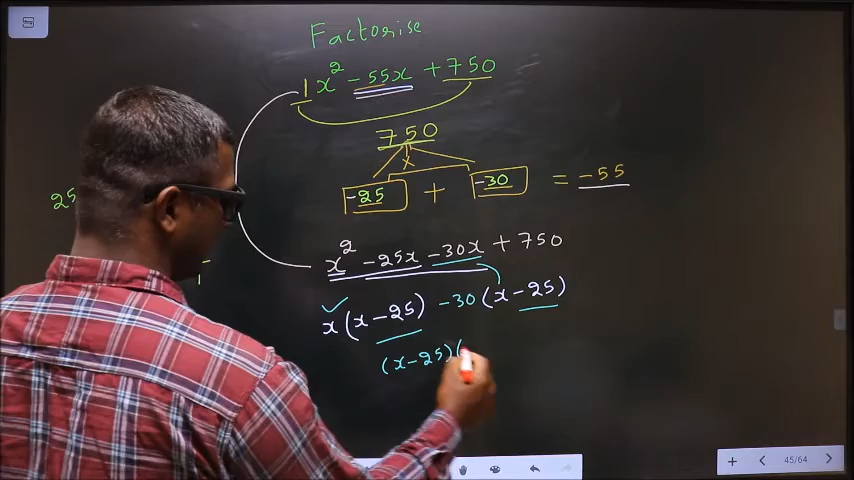 Factorise
1x² - 55x + 750
750
x
-25 + -30 = -55
25
x² - 25x - 30x + 750
x(x - 25) - 30(x - 25)
(x - 25)(
45/64